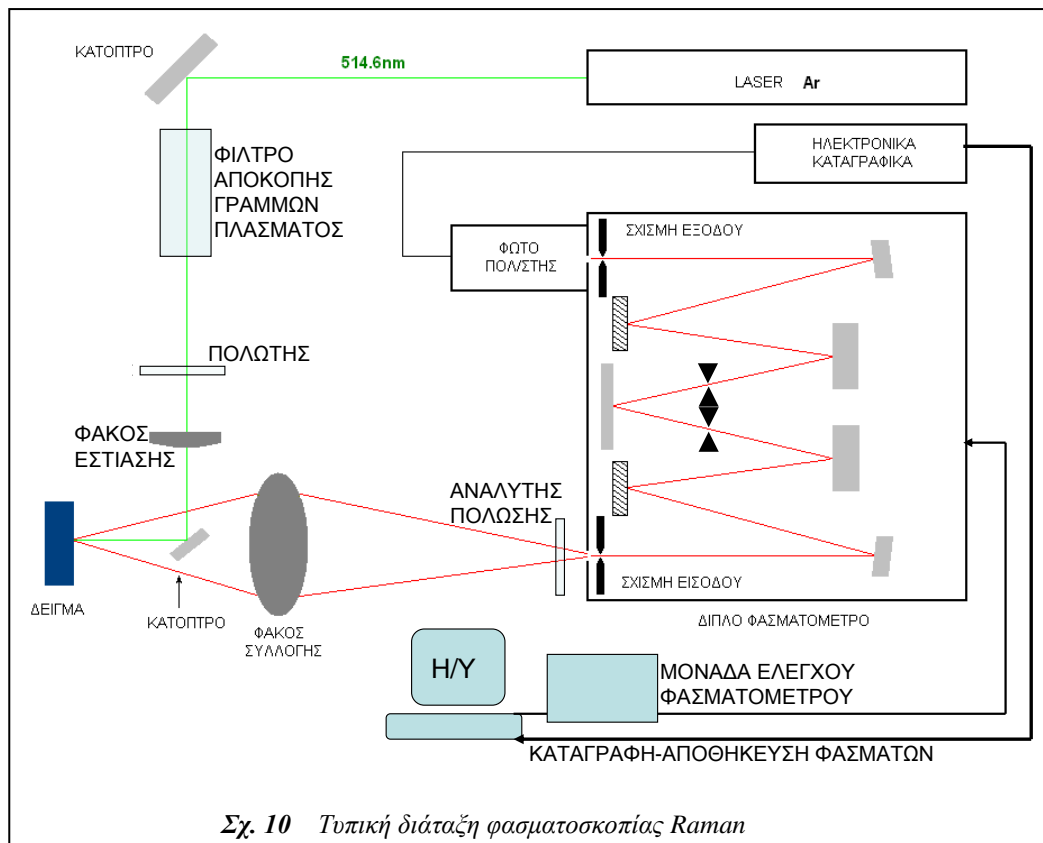 ΚΑΤΟΠΤΡΟ
514.6nm
LASER Ar
ΗΛΕΚΤΡΟΝΙΚΑ
ΚΑΤΑΓΡΑΦΙΚΑ
ΦΙΛΤΡΟ
ΑΠΟΚΟΠΗΣ
ΓΡΑΜΜΩΝ
ΠΛΑΣΜΑΤΟΣ
ΦΩΤΟ
ΠΟΛ/ΣΤΗΣ
ΣΧΙΣΜΗ ΕΞΟΔΟΥ
ΠΟΛΩΤΗΣ
ΦΑΚΟΣ
ΕΣΤΙΑΣΗΣ
ΑΝΑΛΥΤΗΣ
ΠΟΛΩΣΗΣ
ΣΧΙΣΜΗ ΕΙΣΟΔΟΥ
ΔΕΙΓΜΑ
ΚΑΤΟΠΤΡΟ
ΦΑΚΟΣ
ΣΥΛΛΟΓΗΣ
ΔΙΠΛΟ ΦΑΣΜΑΤΟΜΕΤΡΟ
Η/Υ
ΜΟΝΑΔΑ ΕΛΕΓΧΟΥ
ΦΑΣΜΑΤΟΜΕΤΡΟΥ
ΚΑΤΑΓΡΑΦΗ-ΑΠΟΘΗΚΕΥΣΗ ΦΑΣΜΑΤΩΝ
Σχ. 10 Τυπική διάταξη φασματοσκοπίας Raman